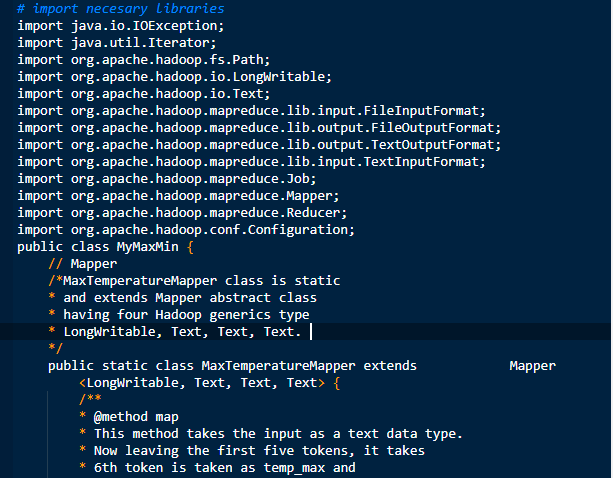 # import necesary libraries
import java.io.IOException;
import java.util.Iterator;
import org.apache.hadoop.fs.Path;
import org.apache.hadoop.io.LongWritable;
import org.apache.hadoop.io.Text;
import org.apache.hadoop.mapreduce.lib.input.FileInputFormat;
import org.apache.hadoop.mapreduce.lib.output.FileOutputFormat;
import org.apache.hadoop.mapreduce.lib.output.TextOutputFormat;
import org.apache.hadoop.mapreduce.lib.input.TextInputFormat;
import org.apache.hadoop.mapreduce.Job;
import org.apache.hadoop.mapreduce.Mapper;
import org.apache.hadoop.mapreduce.Reducer;
import org.apache.hadoop.conf.Configuration;
public class MyMaxMin {
    // Mapper
    /*MaxTemperatureMapper class is static
    * and extends Mapper abstract class
    * having four Hadoop generics type
    * LongWritable, Text, Text, Text.
    */
    public static class MaxTemperatureMapper extends            Mapper
        <LongWritable, Text, Text, Text> {
        /**
        * @method map
        * This method takes the input as a text data type.
        * Now leaving the first five tokens, it takes
        * 6th token is taken as temp_max and